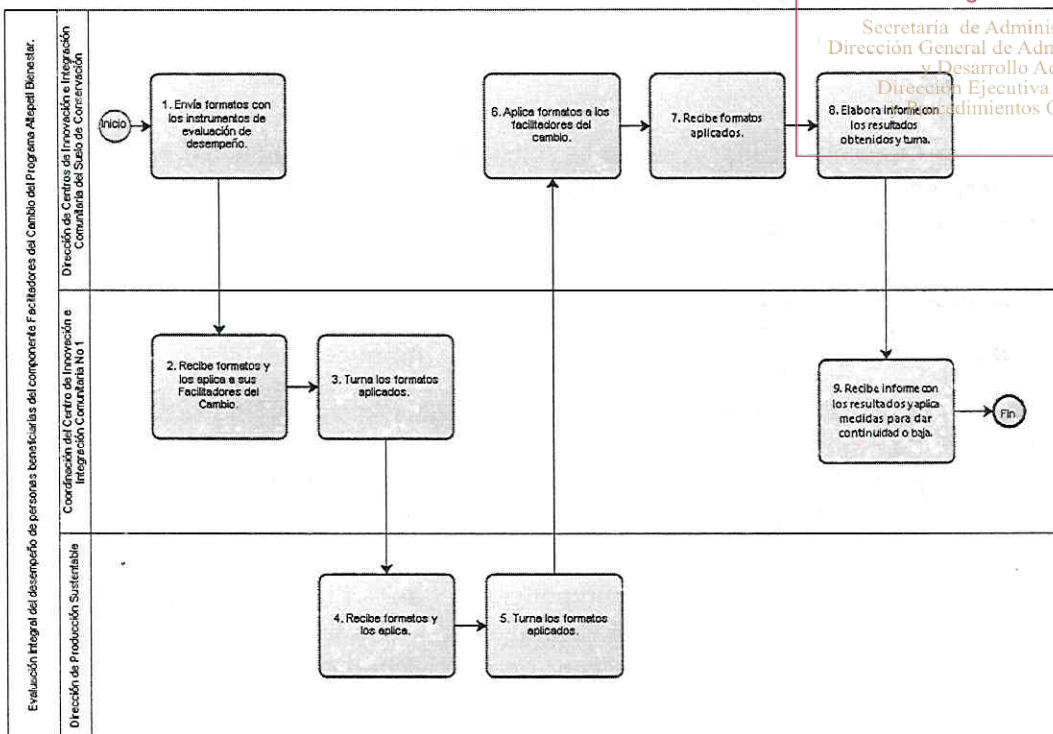 Secretaría de Adminis
Dirección General de Adm
y Desarrollo Ad
Dirección Ejecutiva
Procedimientos O
Evaluación integral del desempeño de personas beneficiarias del componente Facilitadores del Cambio del Programa Altepetl Bienestar.
Dirección de Centros de Innovación e Integración
Comunitaria del Suelo de Conservación
Inicio
1. Envía formatos con
los instrumentos de
evaluación de
desempeño.
6. Aplica formatos a los
facilitadores del
cambio.
7. Recibe formatos
aplicados.
8. Elabora informe con
los resultados
obtenidos y turna.
Coordinación del Centro de Innovación e
Integración Comunitaria No 1
2. Recibe formatos y
los aplica a sus
Facilitadores del
Cambio.
3. Turna los formatos
aplicados.
9. Recibe informe con
los resultados y aplica
medidas para dar
continuidad o baja.
Fin
Dirección de Producción Sustentable
4. Recibe formatos y
los aplica.
5. Turna los formatos
aplicados.